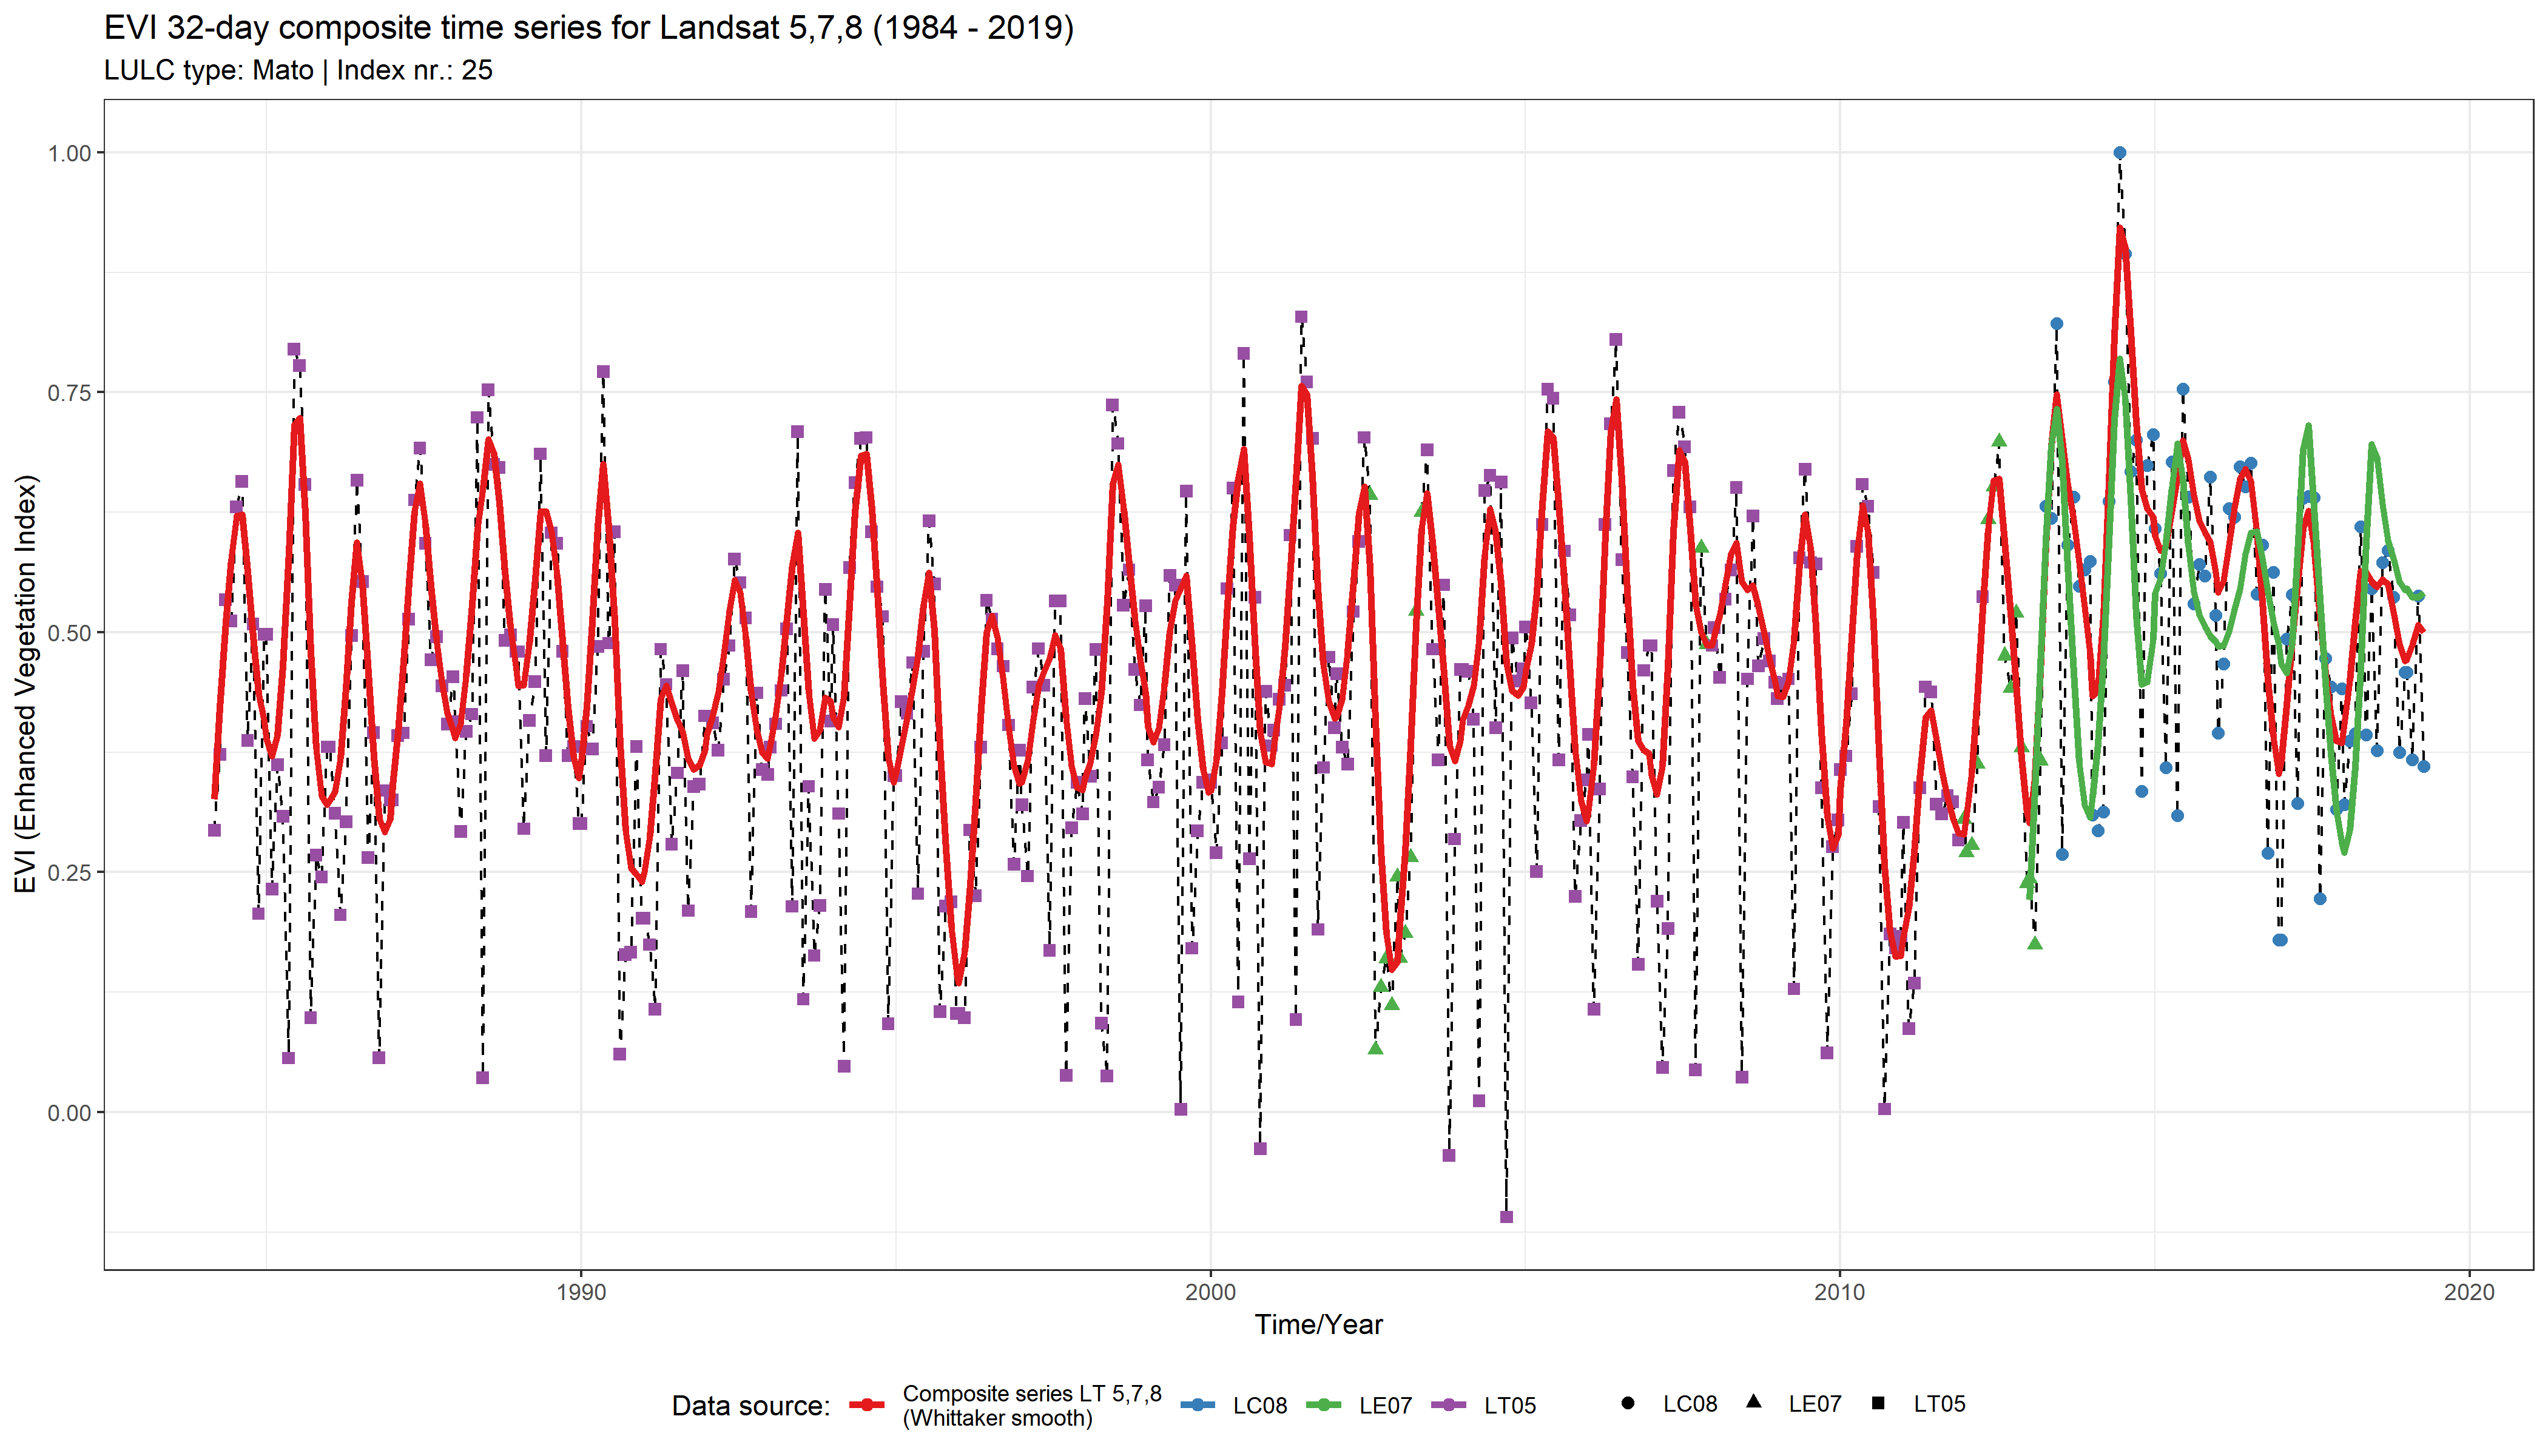 EVI 32-day composite time series for Landsat 5,7,8 (1984 - 2019)
LULC type: Mato | Index nr.: 25
EVI (Enhanced Vegetation Index)
1.00
0.75
0.50
0.25
0.00
1990 2000 2010 2020
Time/Year
Data source: Composite series LT 5,7,8 LC08 LE07 LT05 LC08 LE07 LT05
(Whittaker smooth)